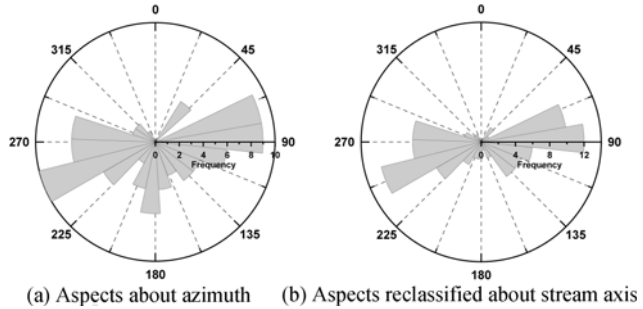 0 0
315 45 315 45
270 90 270 90
0 2 4 6 8 10 0 4 8 12
Frequency Frequency
225 135 225 135
180 180
(a) Aspects about azimuth (b) Aspects reclassified about stream axis